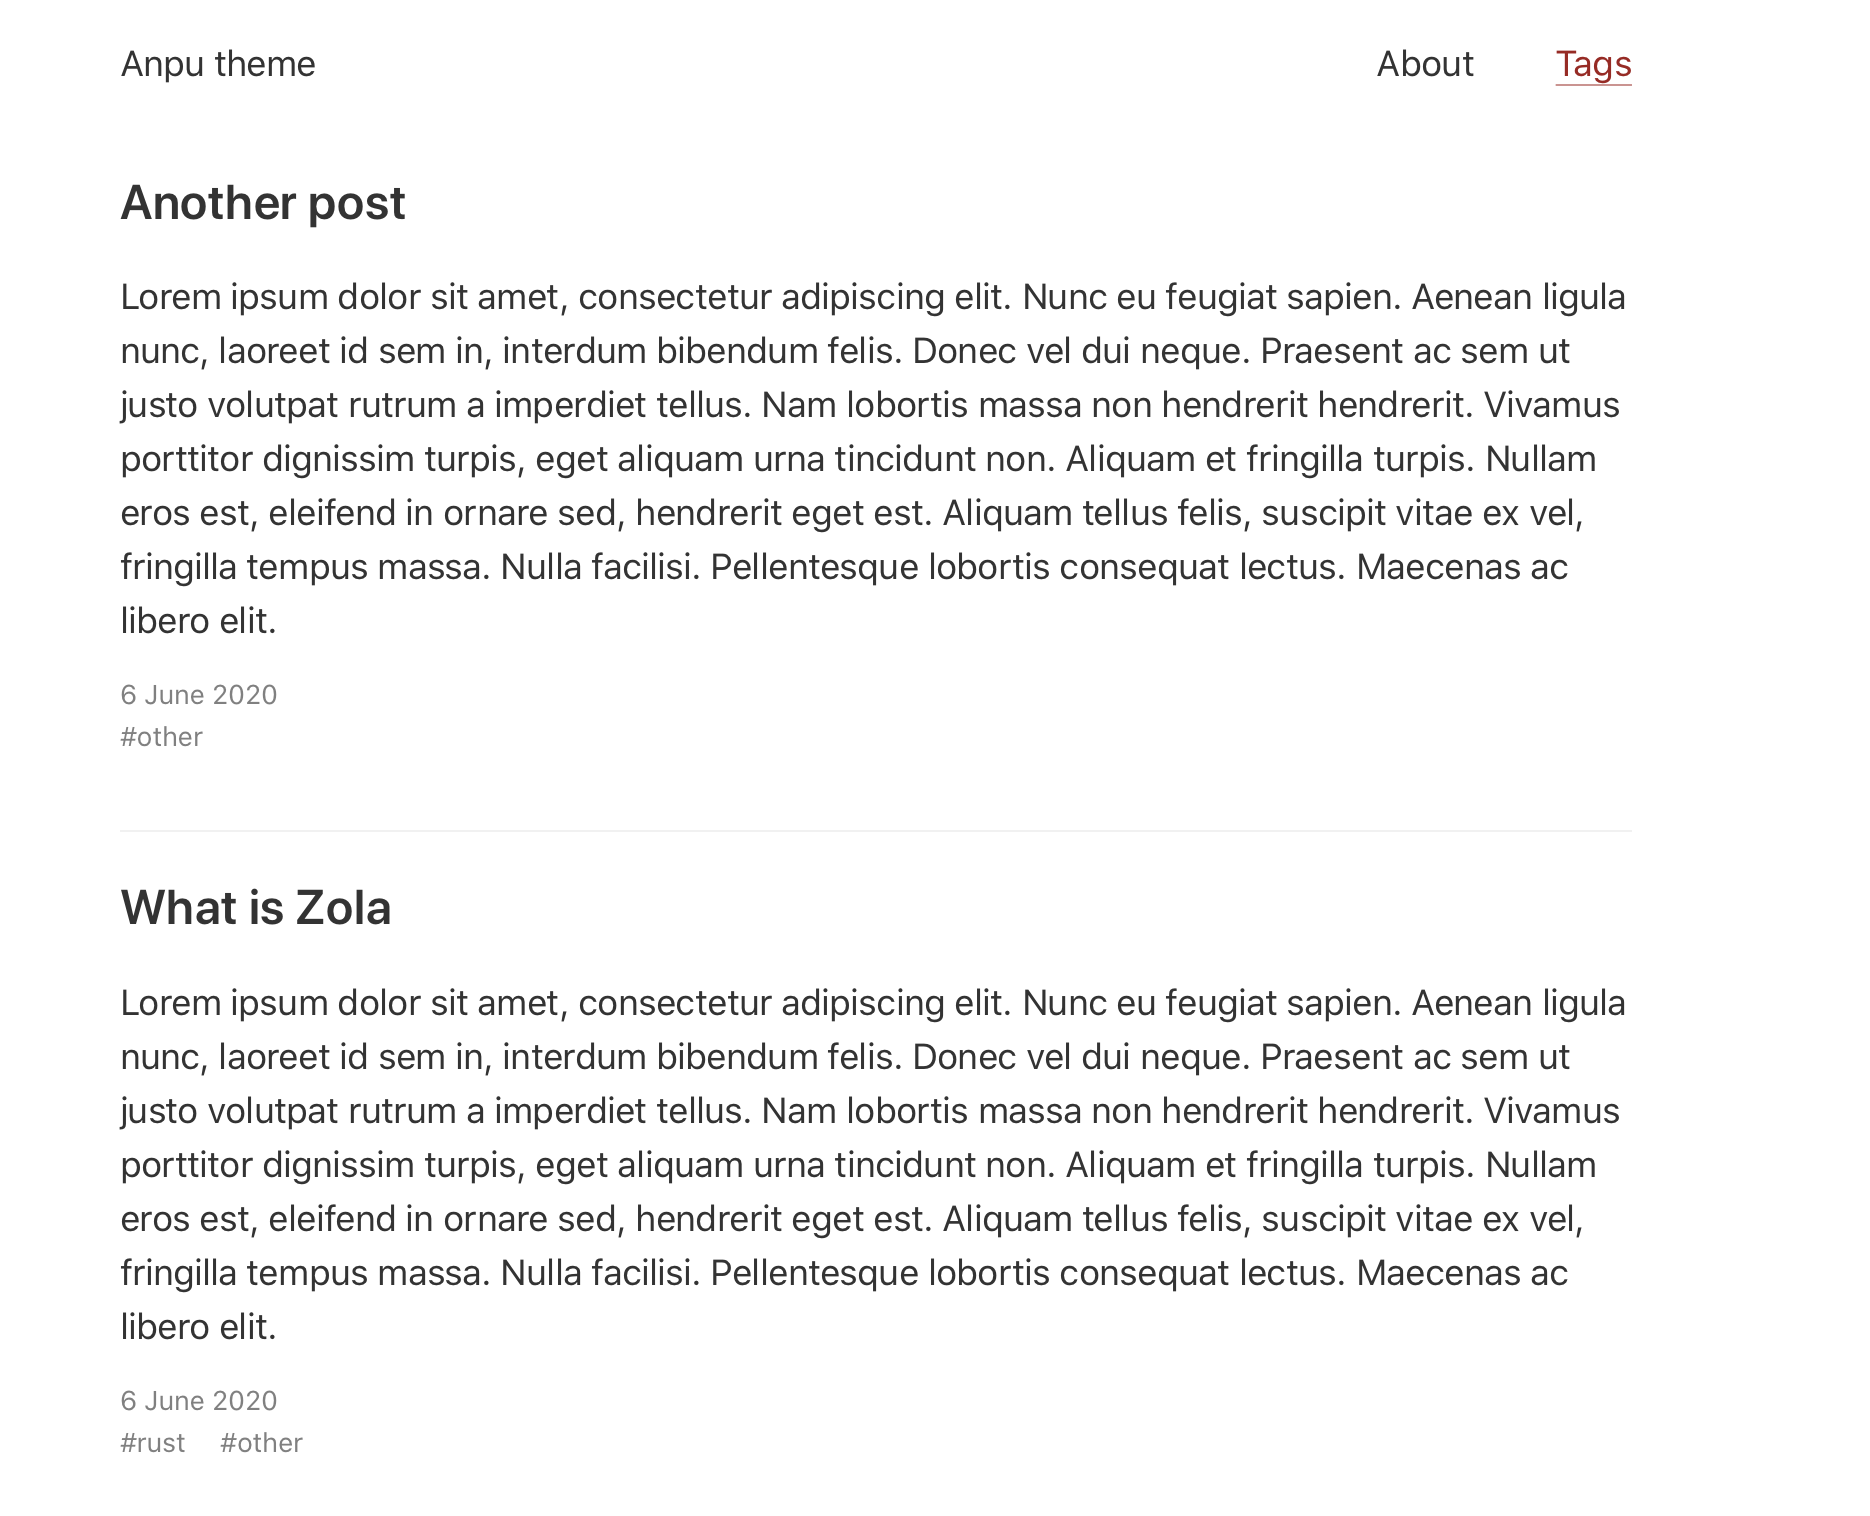 Anpu theme
About
Tags
Another post
Lorem ipsum dolor sit amet, consectetur adipiscing elit. Nunc eu feugiat sapien. Aenean ligula
nunc, laoreet id sem in, interdum bibendum felis. Donec vel dui neque. Praesent ac sem ut
justo volutpat rutrum a imperdiet tellus. Nam lobortis massa non hendrerit hendrerit. Vivamus
porttitor dignissim turpis, eget aliquam urna tincidunt non. Aliquam et fringilla turpis. Nullam
eros est, eleifend in ornare sed, hendrerit eget est. Aliquam tellus felis, suscipit vitae ex vel,
fringilla tempus massa. Nulla facilisi. Pellentesque lobortis consequat lectus. Maecenas ac
libero elit.
6 June 2020
#other
What is Zola
Lorem ipsum dolor sit amet, consectetur adipiscing elit. Nunc eu feugiat sapien. Aenean ligula
nunc, laoreet id sem in, interdum bibendum felis. Donec vel dui neque. Praesent ac sem ut
justo volutpat rutrum a imperdiet tellus. Nam lobortis massa non hendrerit hendrerit. Vivamus
porttitor dignissim turpis, eget aliquam urna tincidunt non. Aliquam et fringilla turpis. Nullam
eros est, eleifend in ornare sed, hendrerit eget est. Aliquam tellus felis, suscipit vitae ex vel,
fringilla tempus massa. Nulla facilisi. Pellentesque lobortis consequat lectus. Maecenas ac
libero elit.
6 June 2020
#rust #other